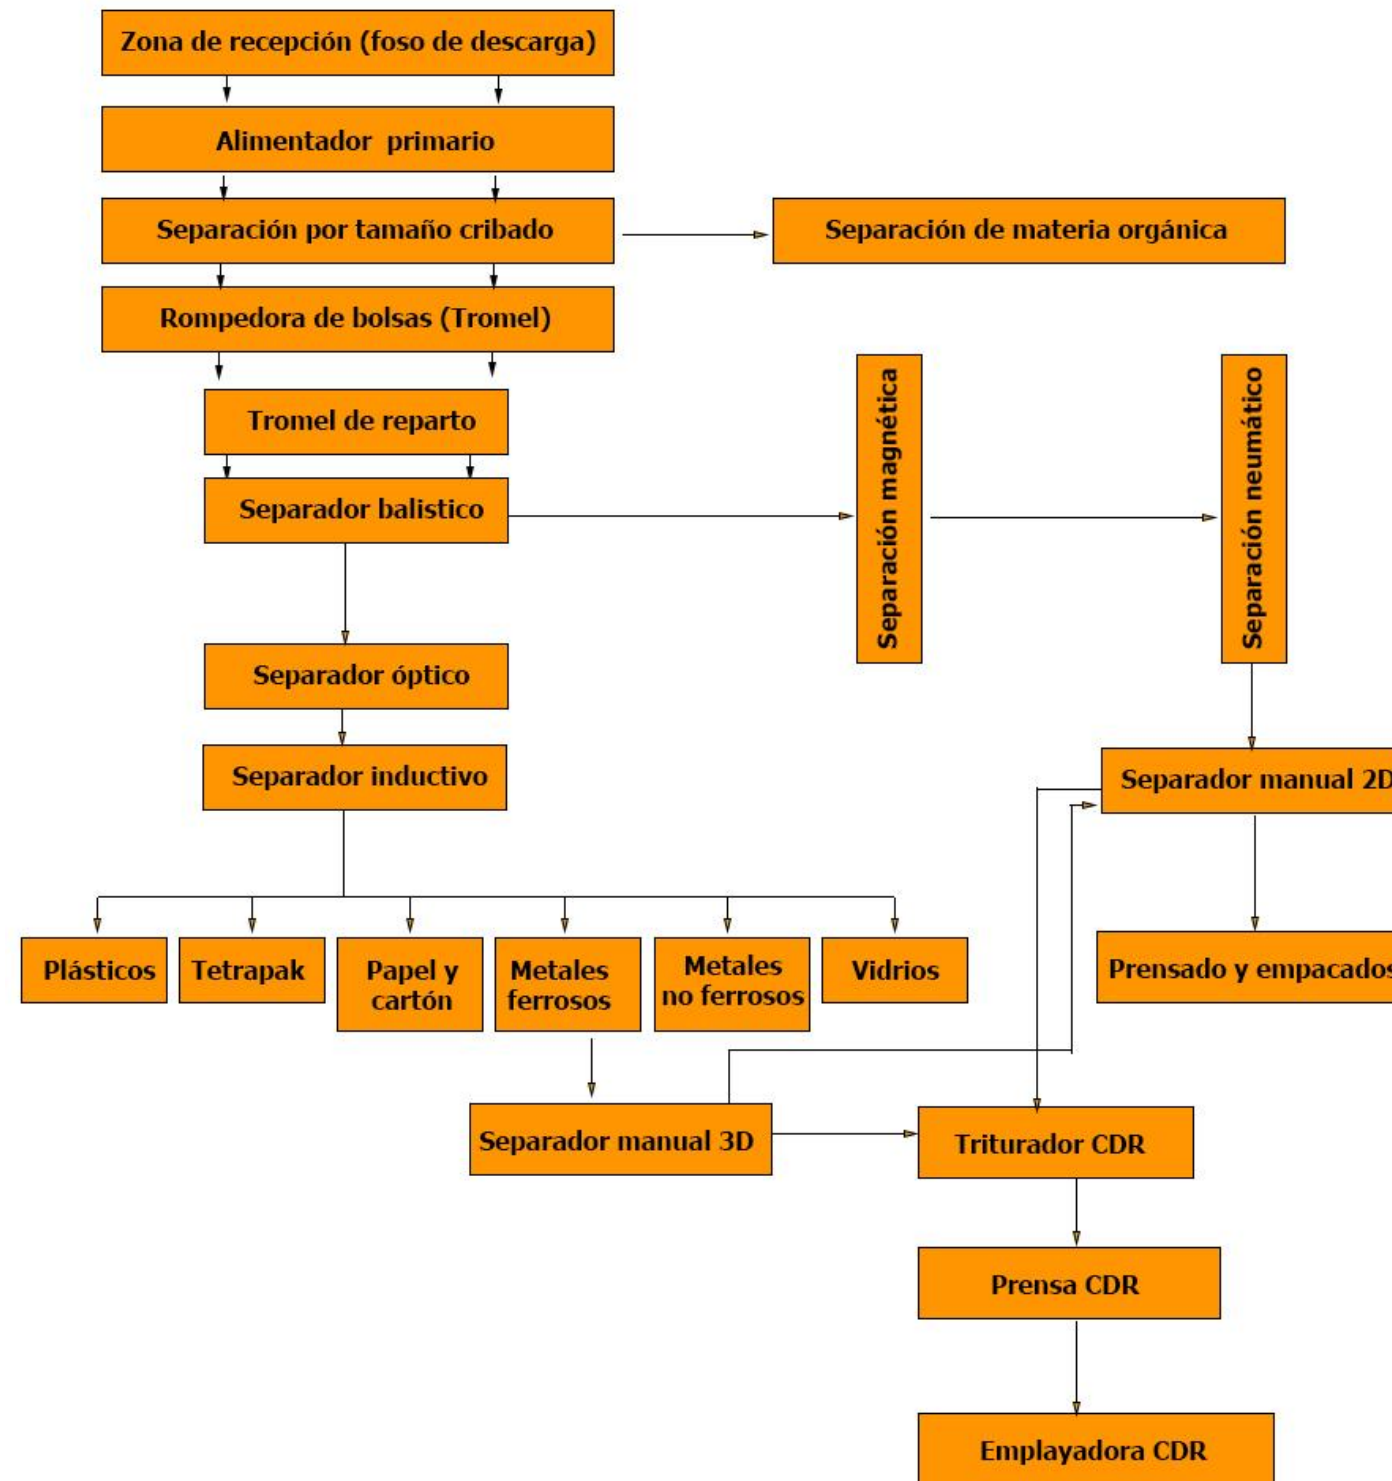 Zona de recepción (foso de descarga)
Alimentador primario
Separación por tamaño cribado
Separación de materia orgánica
Rompedora de bolsas (Tromel)
Tromel de reparto
Separador balistico
Separación magnética
Separación neumático
Separador óptico
Separador inductivo
Separador manual 2D
Plásticos
Tetrapak
Papel y
cartón
Metales
ferrosos
Metales
no ferrosos
Vidrios
Prensado y empacados
Separador manual 3D
Triturador CDR
Prensa CDR
Emplayadora CDR